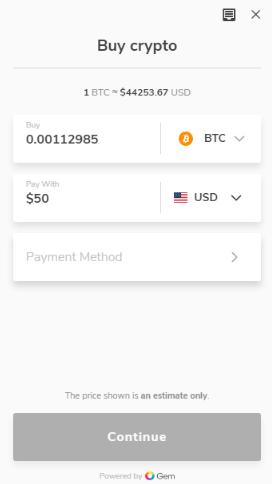 Buy crypto
1 BTC ≈ $44253.67 USD
Buy
0.00112985
BTC
Pay With
$50
USD
Payment Method
The price shown is an estimate only.
Continue
Powered by Gem